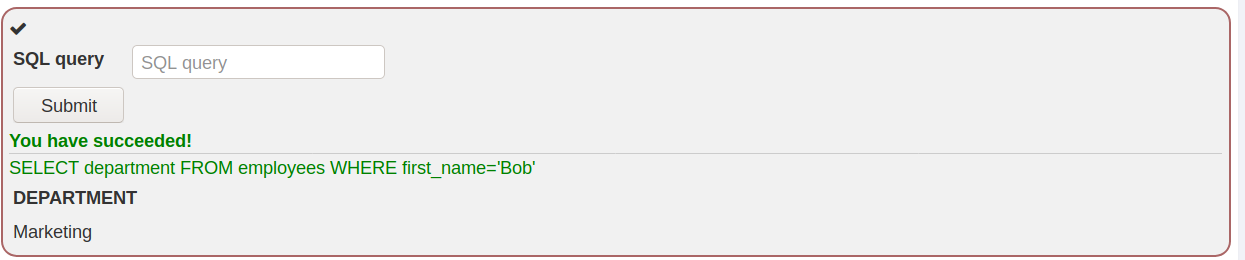 SQL query
SQL query
Submit
You have succeeded!
SELECT department FROM employees WHERE first_name='Bob'
DEPARTMENT
Marketing